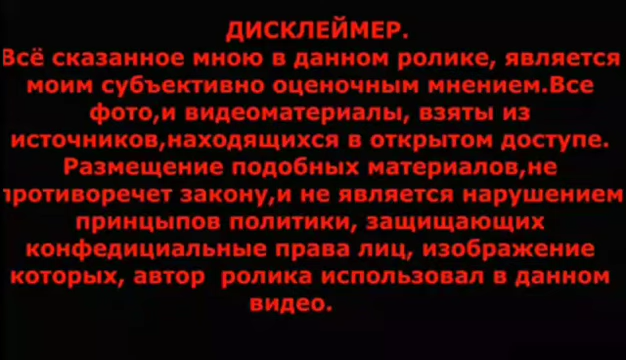 ДИСКЛЕЙМЕР.
Всё сказанное мною в данном ролике, является
моим субъективно оценочным мнением.Все
фото,и видеоматериалы, взяты из
источников,находящихся в открытом доступе.
Размещение подобных материалов,не
противоречет закону,и не является нарушением
принцыпов политики, защищающих
конфедициальные права лиц, изображение
которых, автор ролика использовал в данном
видео.